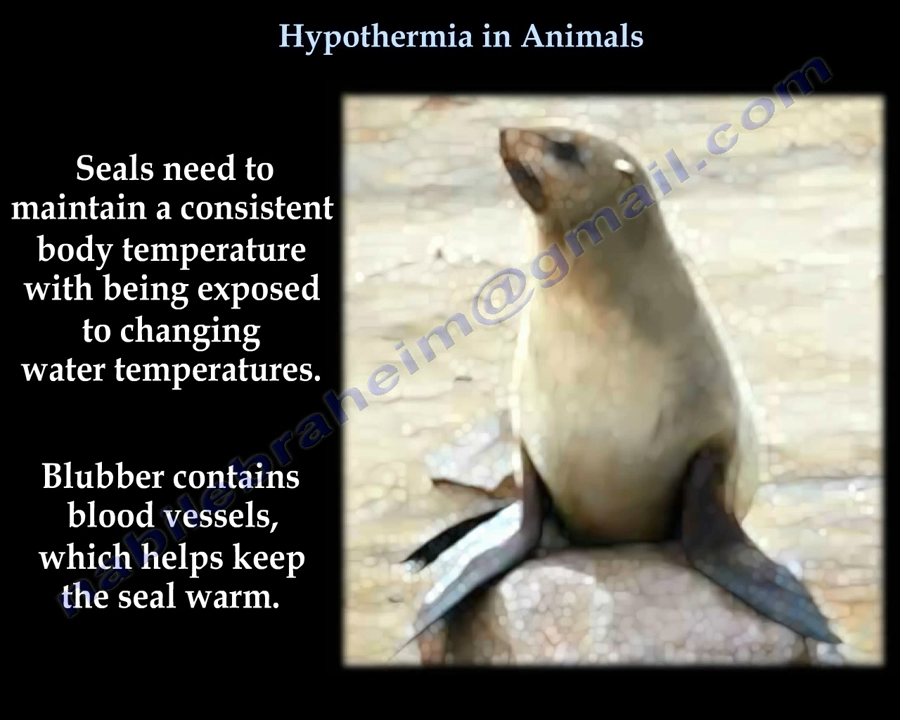 Hypothermia in Animals
Seals need to
maintain a consistent
body temperature
with being exposed
to changing
water temperatures.
Blubber contains
blood vessels,
which helps keep
the seal warm.
nabilebraheim@gmail.com